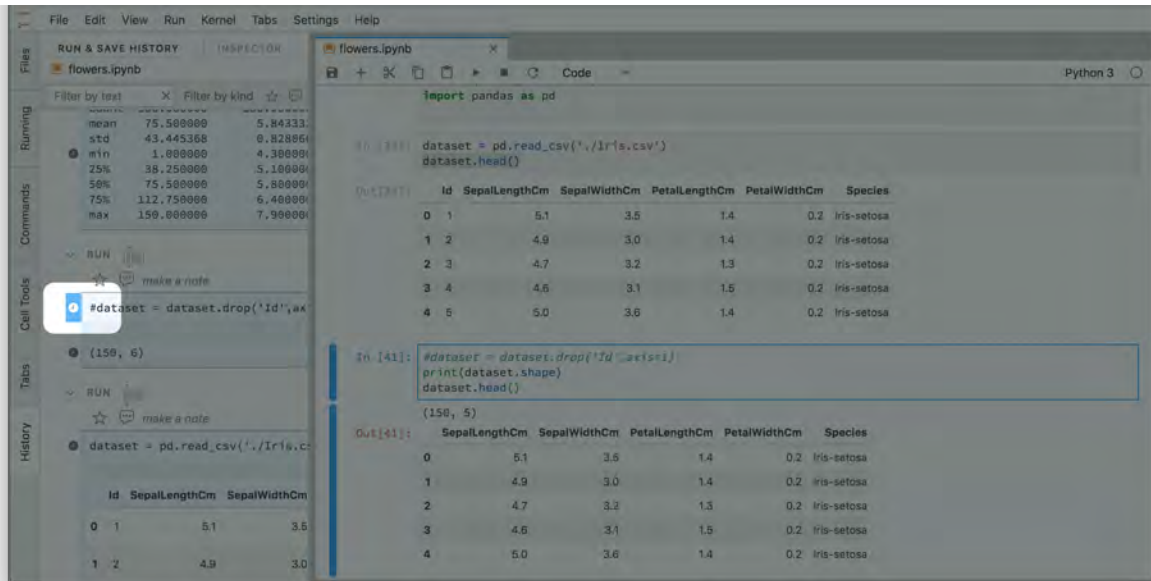 File Edit View Run Kernel Tabs Settings Help
Files
Running
Commands
Cell Tools
Tabs
History
RUN & SAVE HISTORY INSPECTOR
flowers.ipynb
Filter by text × Filter by kind
mean 75.500000 5.84333
std 43.445368 0.82806
min 1.000000 4.30000
25% 38.250000 5.10000
50% 75.500000 5.80000
75% 112.750000 6.40000
max 150.000000 7.90000
RUN
make a note
#dataset = dataset.drop('Id',ax
(150, 6)
RUN
make a note
dataset = pd.read_csv('./Iris.c
Id SepalLengthCm SepalWidthCm
0 1 5.1 3.5
1 2 4.9 3.0
flowers.ipynb ×
Code Python 3
import pandas as pd
dataset = pd.read_csv('./Iris.csv')
dataset.head()
Id SepalLengthCm SepalWidthCm PetalLengthCm PetalWidthCm Species
0 1 5.1 3.5 1.4 0.2 Iris-setosa
1 2 4.9 3.0 1.4 0.2 Iris-setosa
2 3 4.7 3.2 1.3 0.2 Iris-setosa
3 4 4.6 3.1 1.5 0.2 Iris-setosa
4 5 5.0 3.6 1.4 0.2 Iris-setosa
In [41]: #dataset = dataset.drop('Id',axis=1)
print(dataset.shape)
dataset.head()
(150, 5)
Out[41]: SepalLengthCm SepalWidthCm PetalLengthCm PetalWidthCm Species
0 5.1 3.5 1.4 0.2 Iris-setosa
1 4.9 3.0 1.4 0.2 Iris-setosa
2 4.7 3.2 1.3 0.2 Iris-setosa
3 4.6 3.1 1.5 0.2 Iris-setosa
4 5.0 3.6 1.4 0.2 Iris-setosa